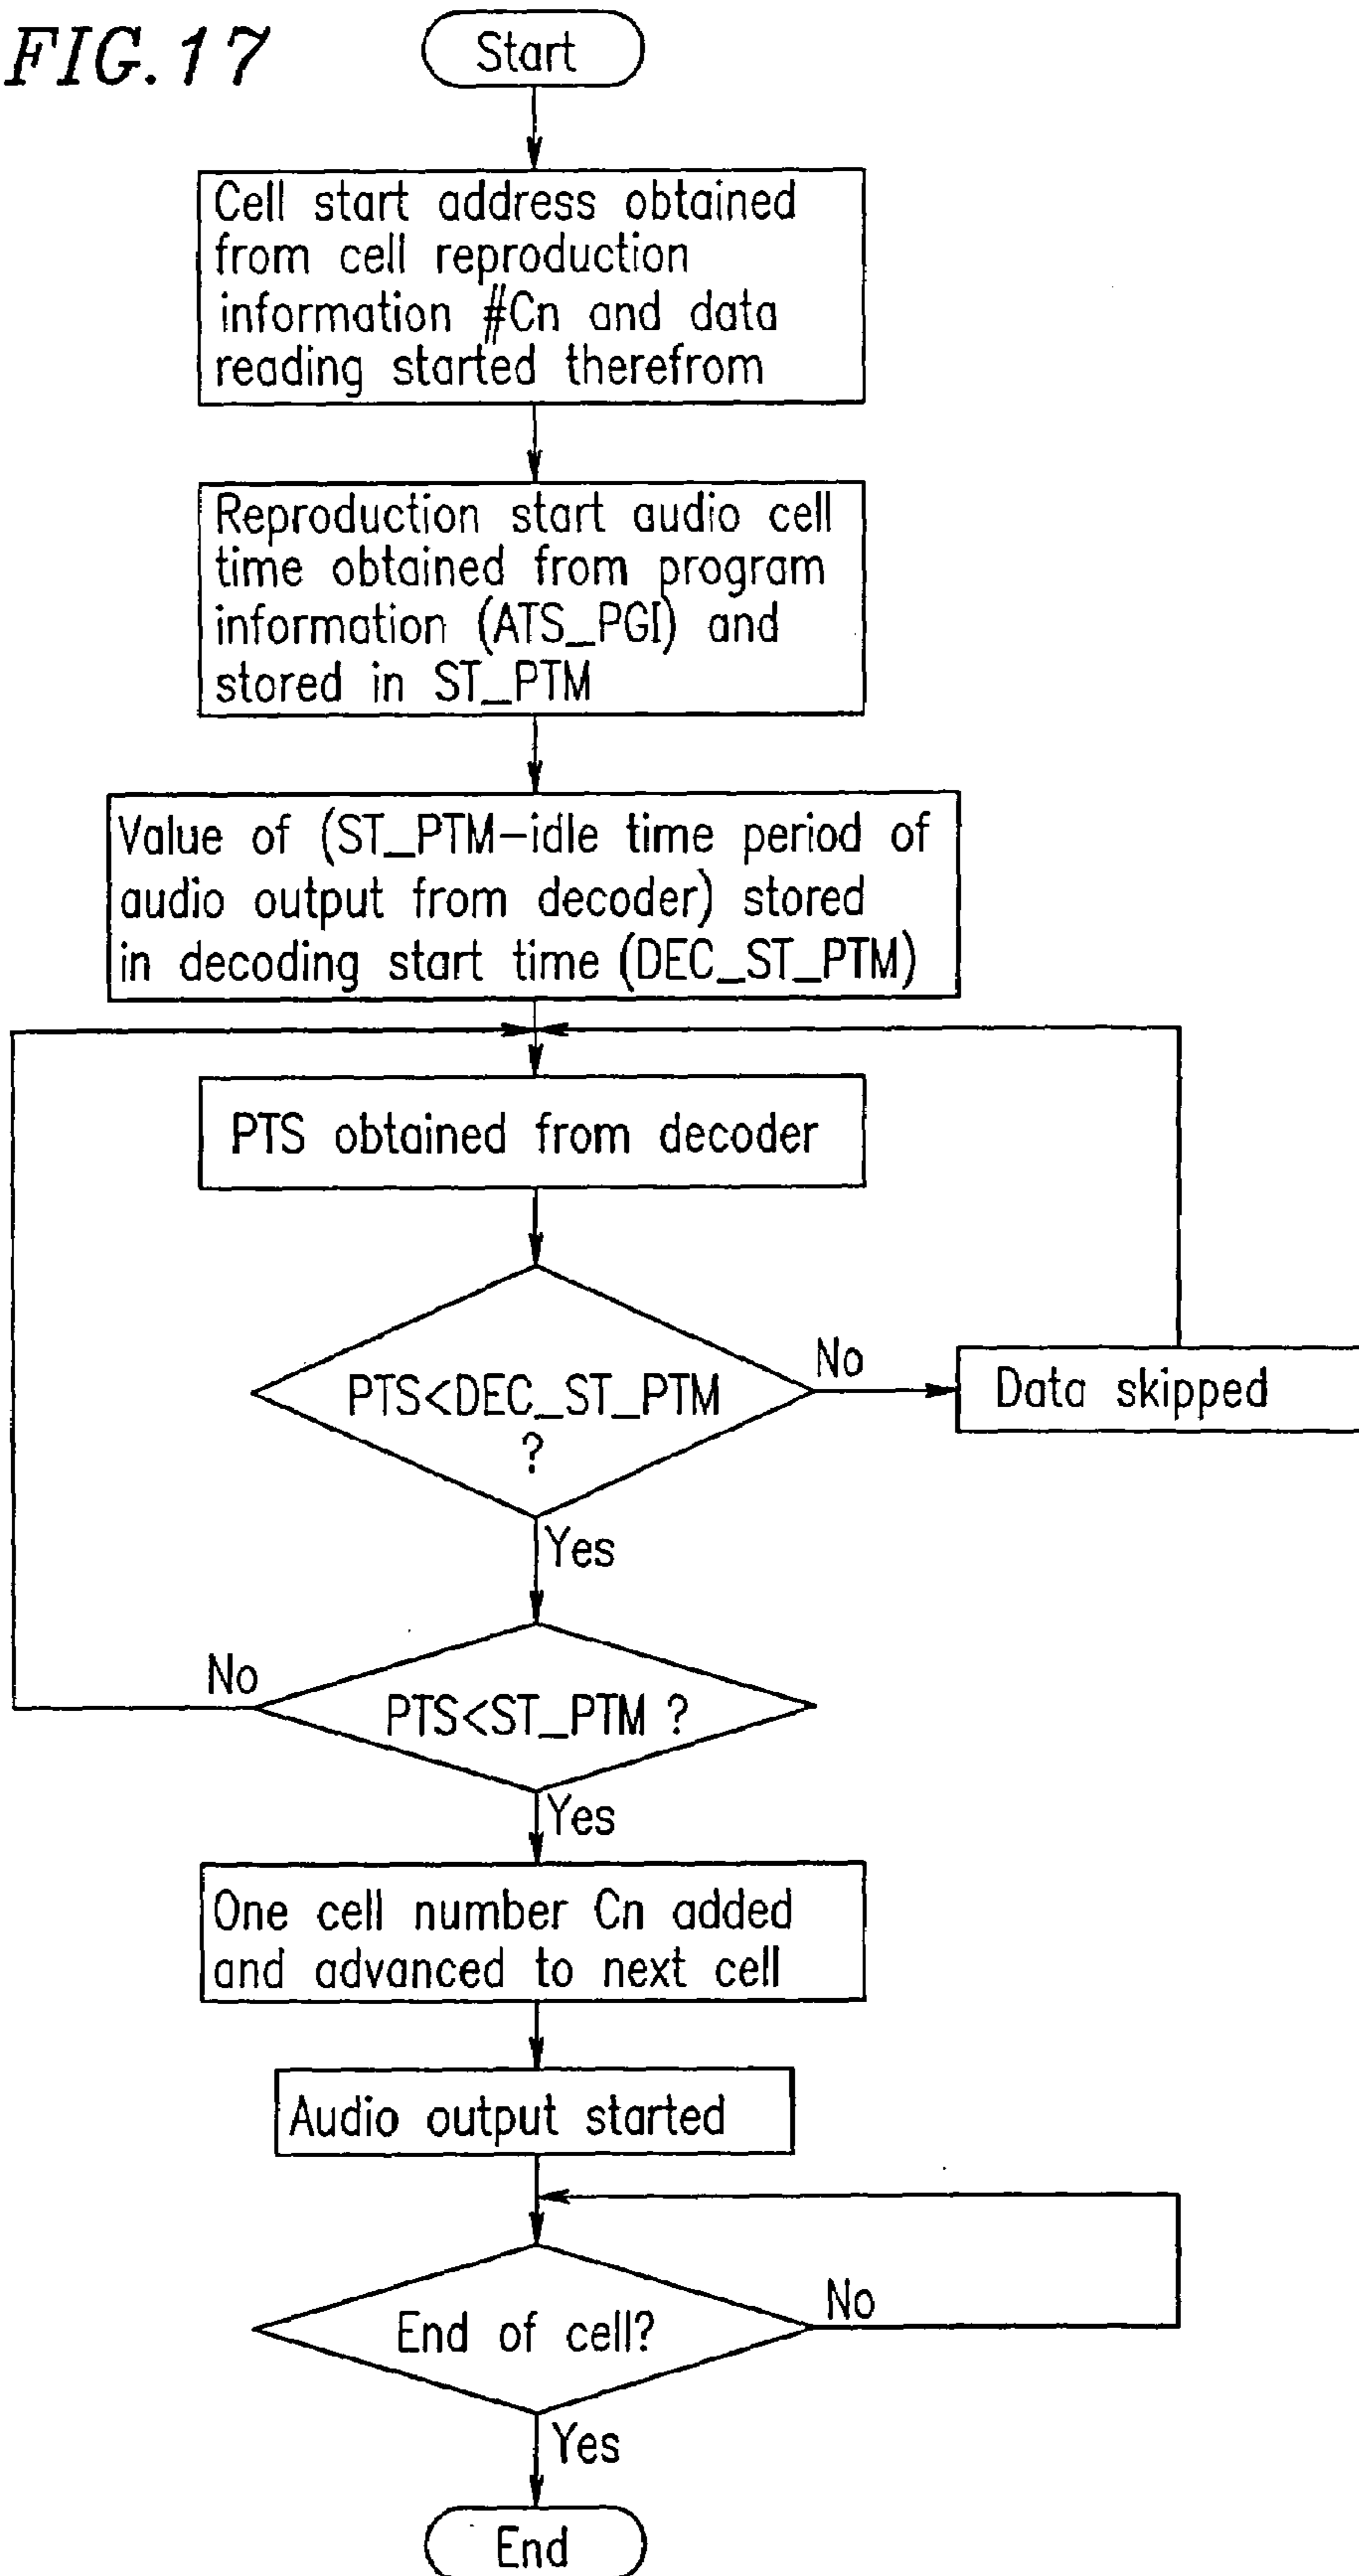 FIG. 17
Start
Cell start address obtained
from cell reproduction
information #Cn and data
reading started therefrom
Reproduction start audio cell
time obtained from program
information (ATS_PGI) and
stored in ST_PTM
Value of (ST_PTM-idle time period of
audio output from decoder) stored
in decoding start time (DEC_ST_PTM)
PTS obtained from decoder
PTS<DEC_ST_PTM
?
No
Data skipped
Yes
No
PTS<ST_PTM ?
Yes
One cell number Cn added
and advanced to next cell
Audio output started
End of cell?
No
Yes
End